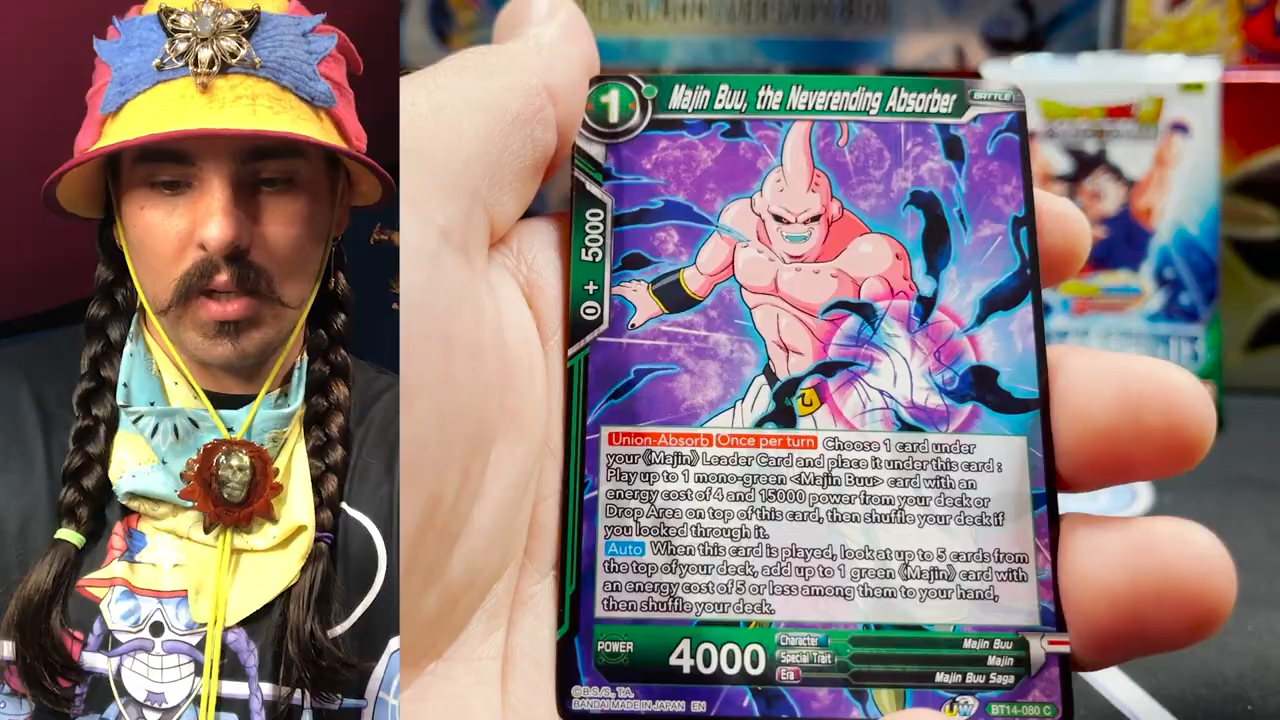 1
Majin Buu, the Neverending Absorber
BATTLE
0 + 5000
Union-Absorb Once per turn Choose 1 card under
your《Majin》Leader Card and place it under this card :
Play up to 1 mono-green <Majin Buu> card with an
energy cost of 4 and 15000 power from your deck or
Drop Area on top of this card, then shuffle your deck if
you looked through it.
Auto When this card is played, look at up to 5 cards from
the top of your deck, add up to 1 green《Majin》card with
an energy cost of 5 or less among them to your hand,
then shuffle your deck.
POWER
4000
Character Majin Buu
Special Trait Majin
Era Majin Buu Saga
©B.S./S., T.A.
BANDAI MADE IN JAPAN EN
UW
BT14-080 C